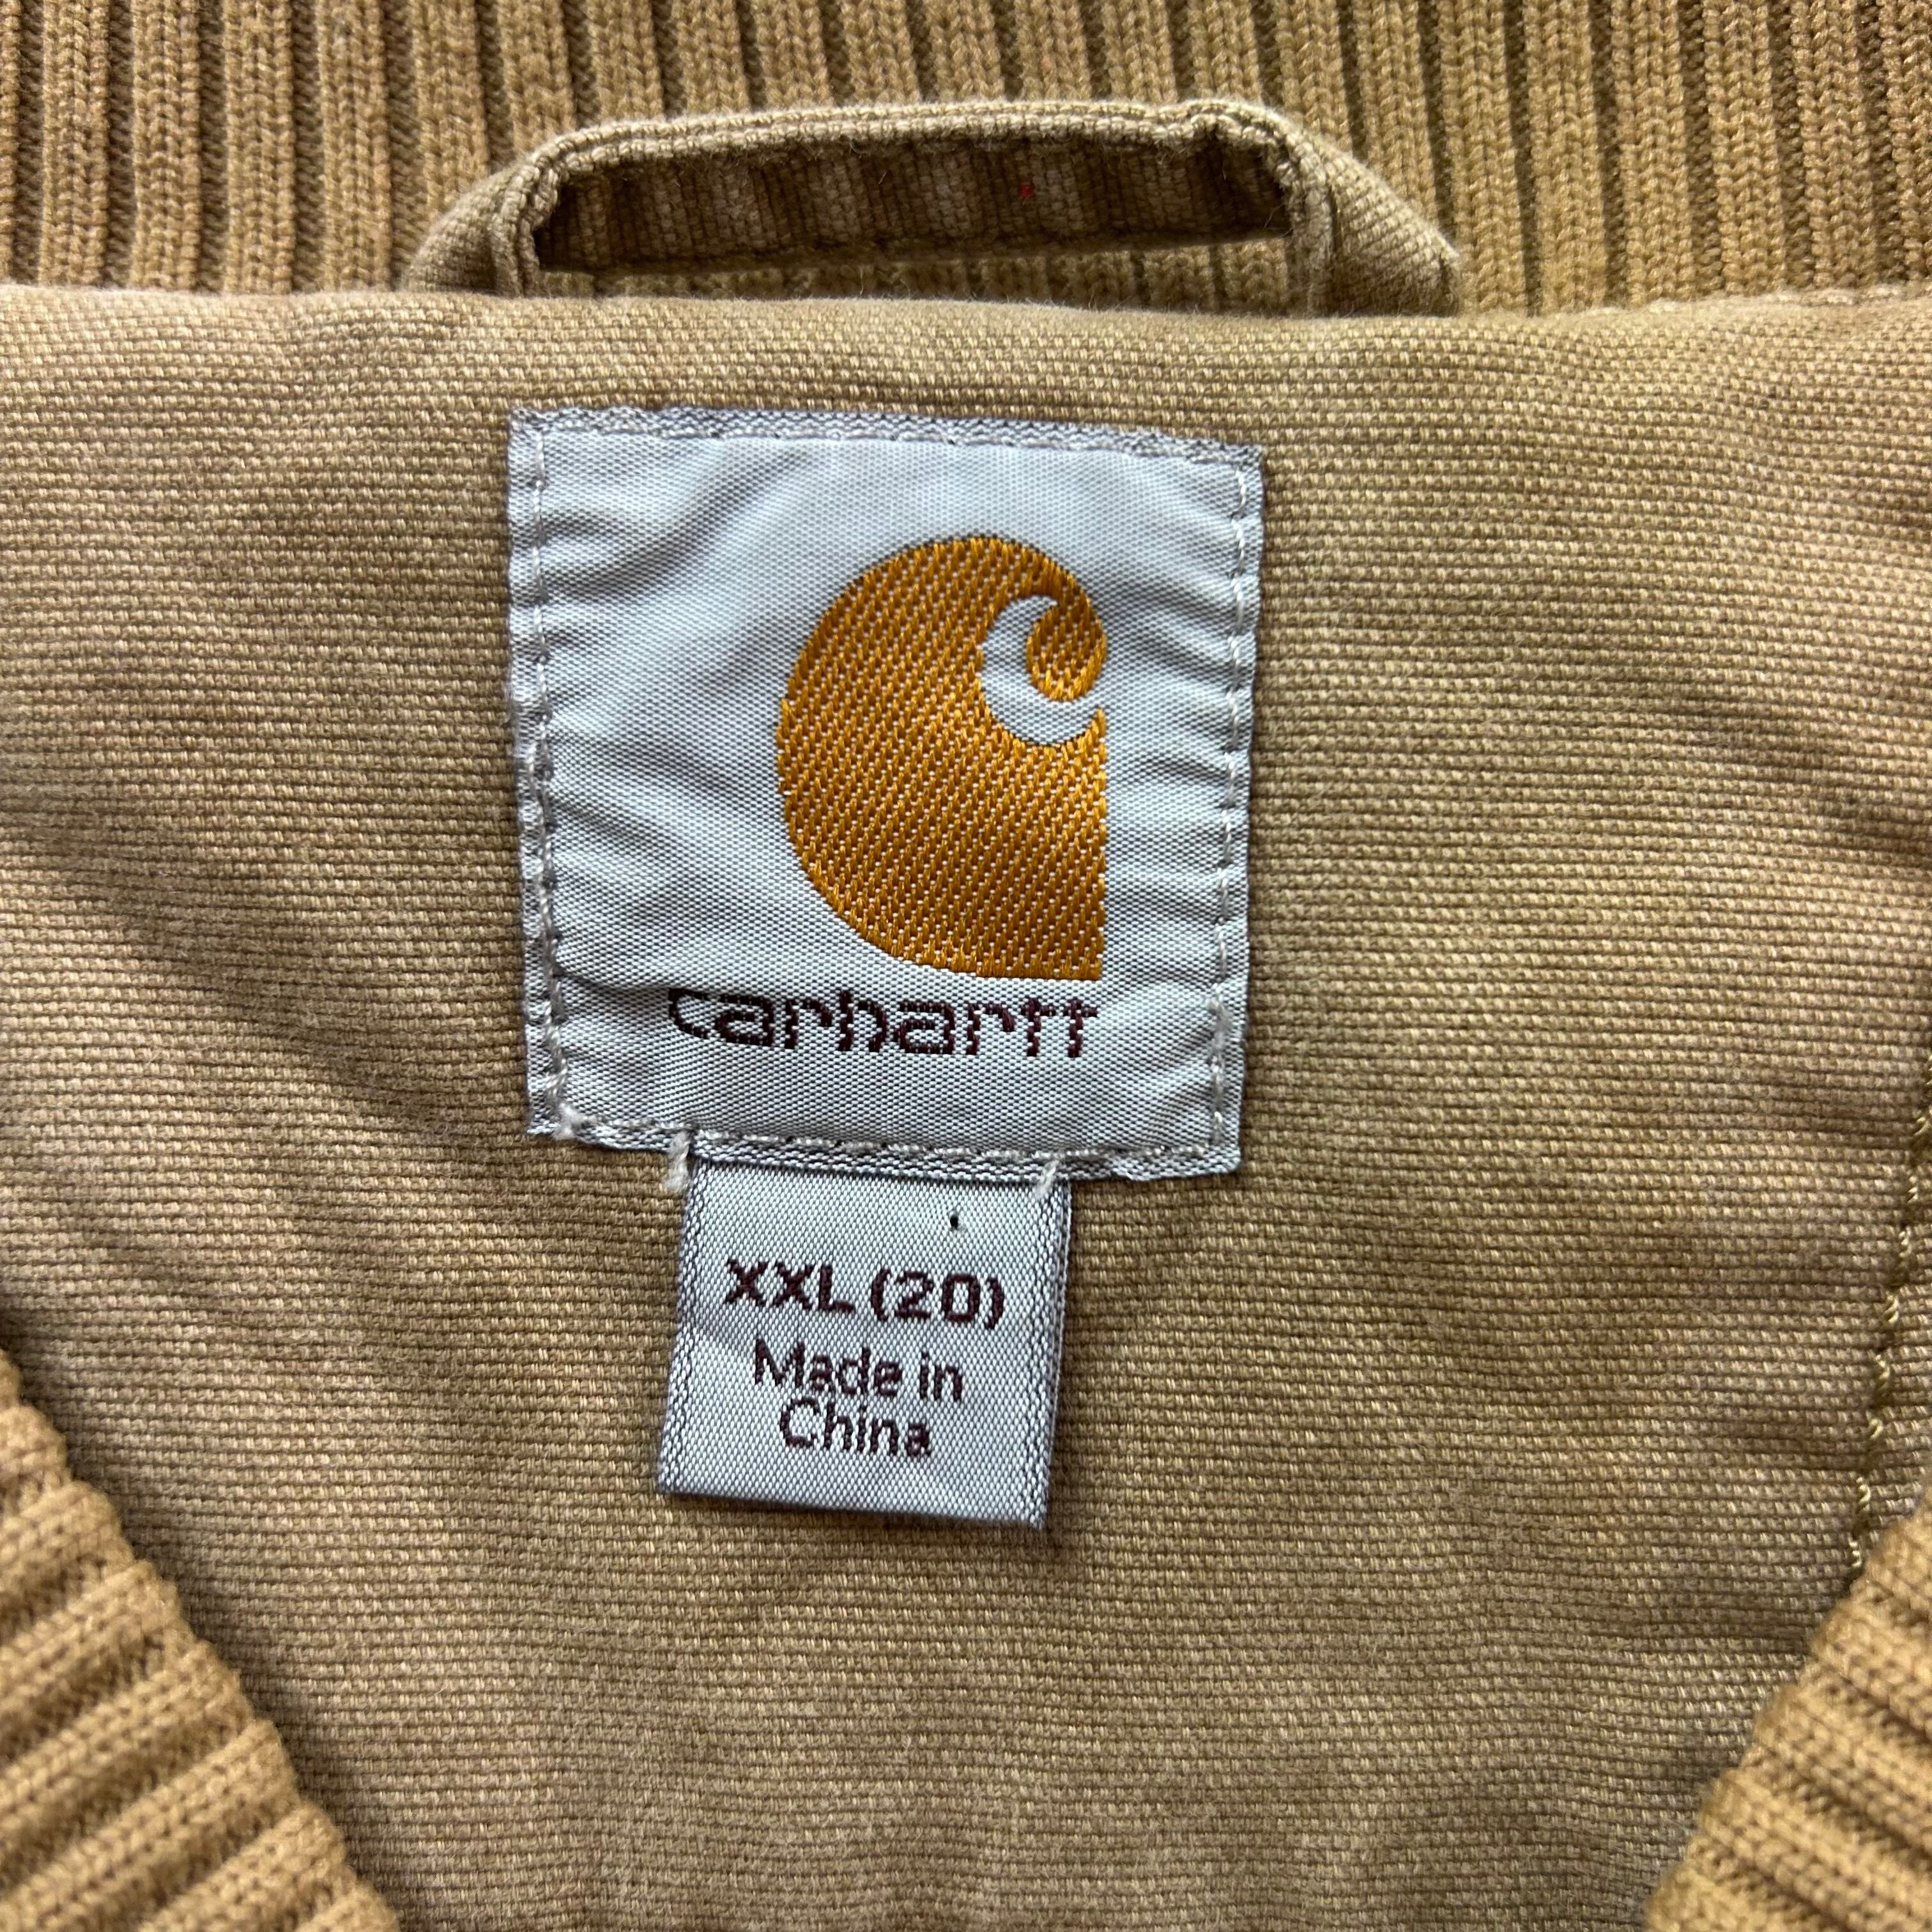 carhartt
XXL (20)
Made in
China